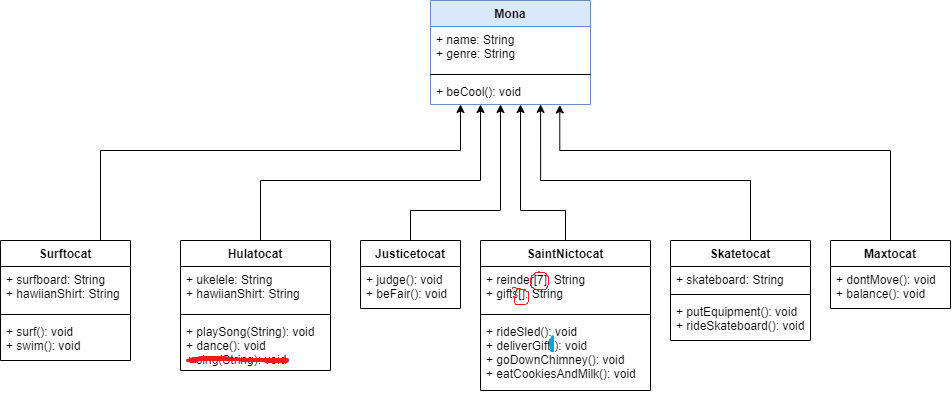 Mona
+ name: String
+ genre: String
+ beCool(): void
Surftocat
+ surfboard: String
+ hawiianShirt: String
+ surf(): void
+ swim(): void
Hulatocat
+ ukelele: String
+ hawiianShirt: String
+ playSong(String): void
+ dance(): void
+ sing(String): void
Justicetocat
+ judge(): void
+ beFair(): void
SaintNictocat
+ reinder[7]: String
+ gifts[]: String
+ rideSled(): void
+ deliverGift(): void
+ goDownChimney(): void
+ eatCookiesAndMilk(): void
Skatetocat
+ skateboard: String
+ putEquipment(): void
+ rideSkateboard(): void
Maxtocat
+ dontMove(): void
+ balance(): void